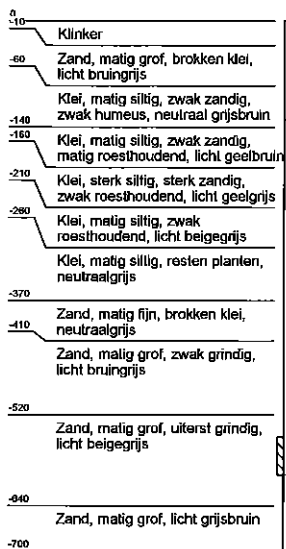 0
-10
Klinker
Zand, matig grof, brokken klei,
licht bruingrijs
-60
Klei, matig siltig, zwak zandig,
zwak humeus, neutraal grijsbruin
-140
Klei, matig siltig, zwak zandig,
matig roesthoudend, licht geelbruin
-160
Klei, sterk siltig, sterk zandig,
zwak roesthoudend, licht geelgrijs
-210
Klei, matig siltig, zwak
roesthoudend, licht beigegrijs
-260
Klei, matig siltig, resten planten,
neutraalgrijs
-370
Zand, matig fijn, brokken klei,
neutraalgrijs
-410
Zand, matig grof, zwak grindig,
licht bruingrijs
-520
Zand, matig grof, uiterst grindig,
licht beigegrijs
-640
Zand, matig grof, licht grijsbruin
-700